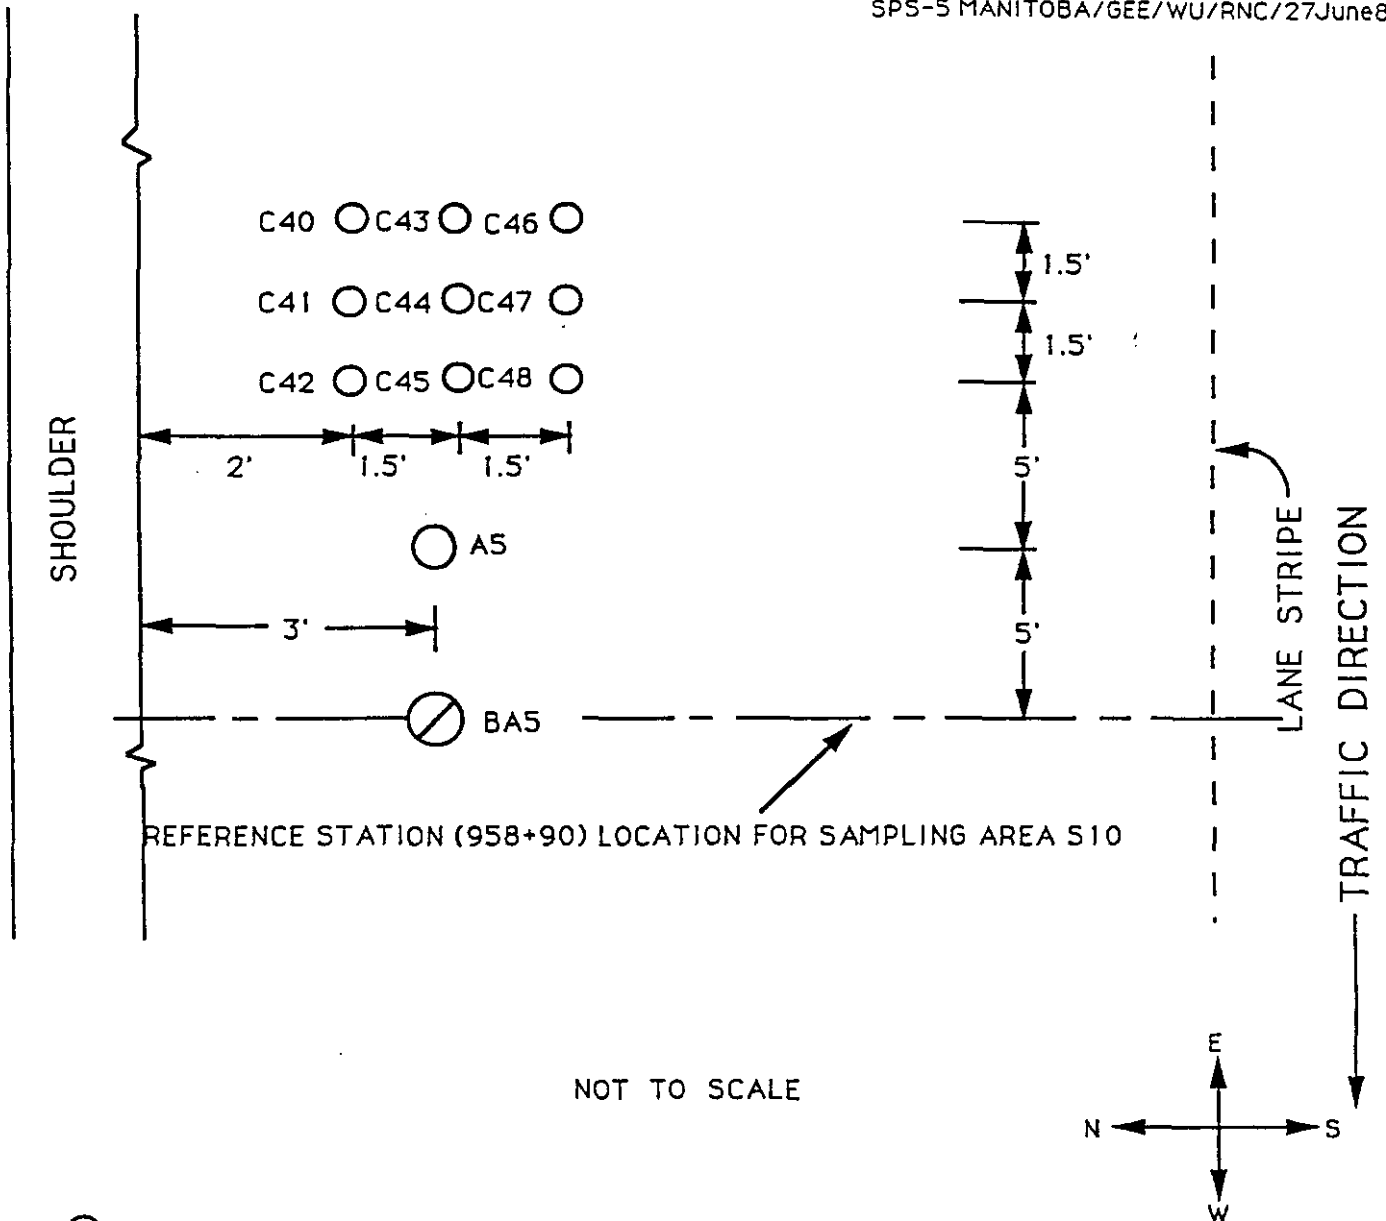 SPS-5 MANITOBA/GEE/WU/RNC/27June8
C40 C43 C46
1.5'
C41 C44 C47
1.5'
C42 C45 C48
2' 1.5' 1.5'
5'
SHOULDER
A5
3'
5'
BA5
LANE STRIPE
TRAFFIC DIRECTION
REFERENCE STATION (958+90) LOCATION FOR SAMPLING AREA S10
NOT TO SCALE
E
N S
W